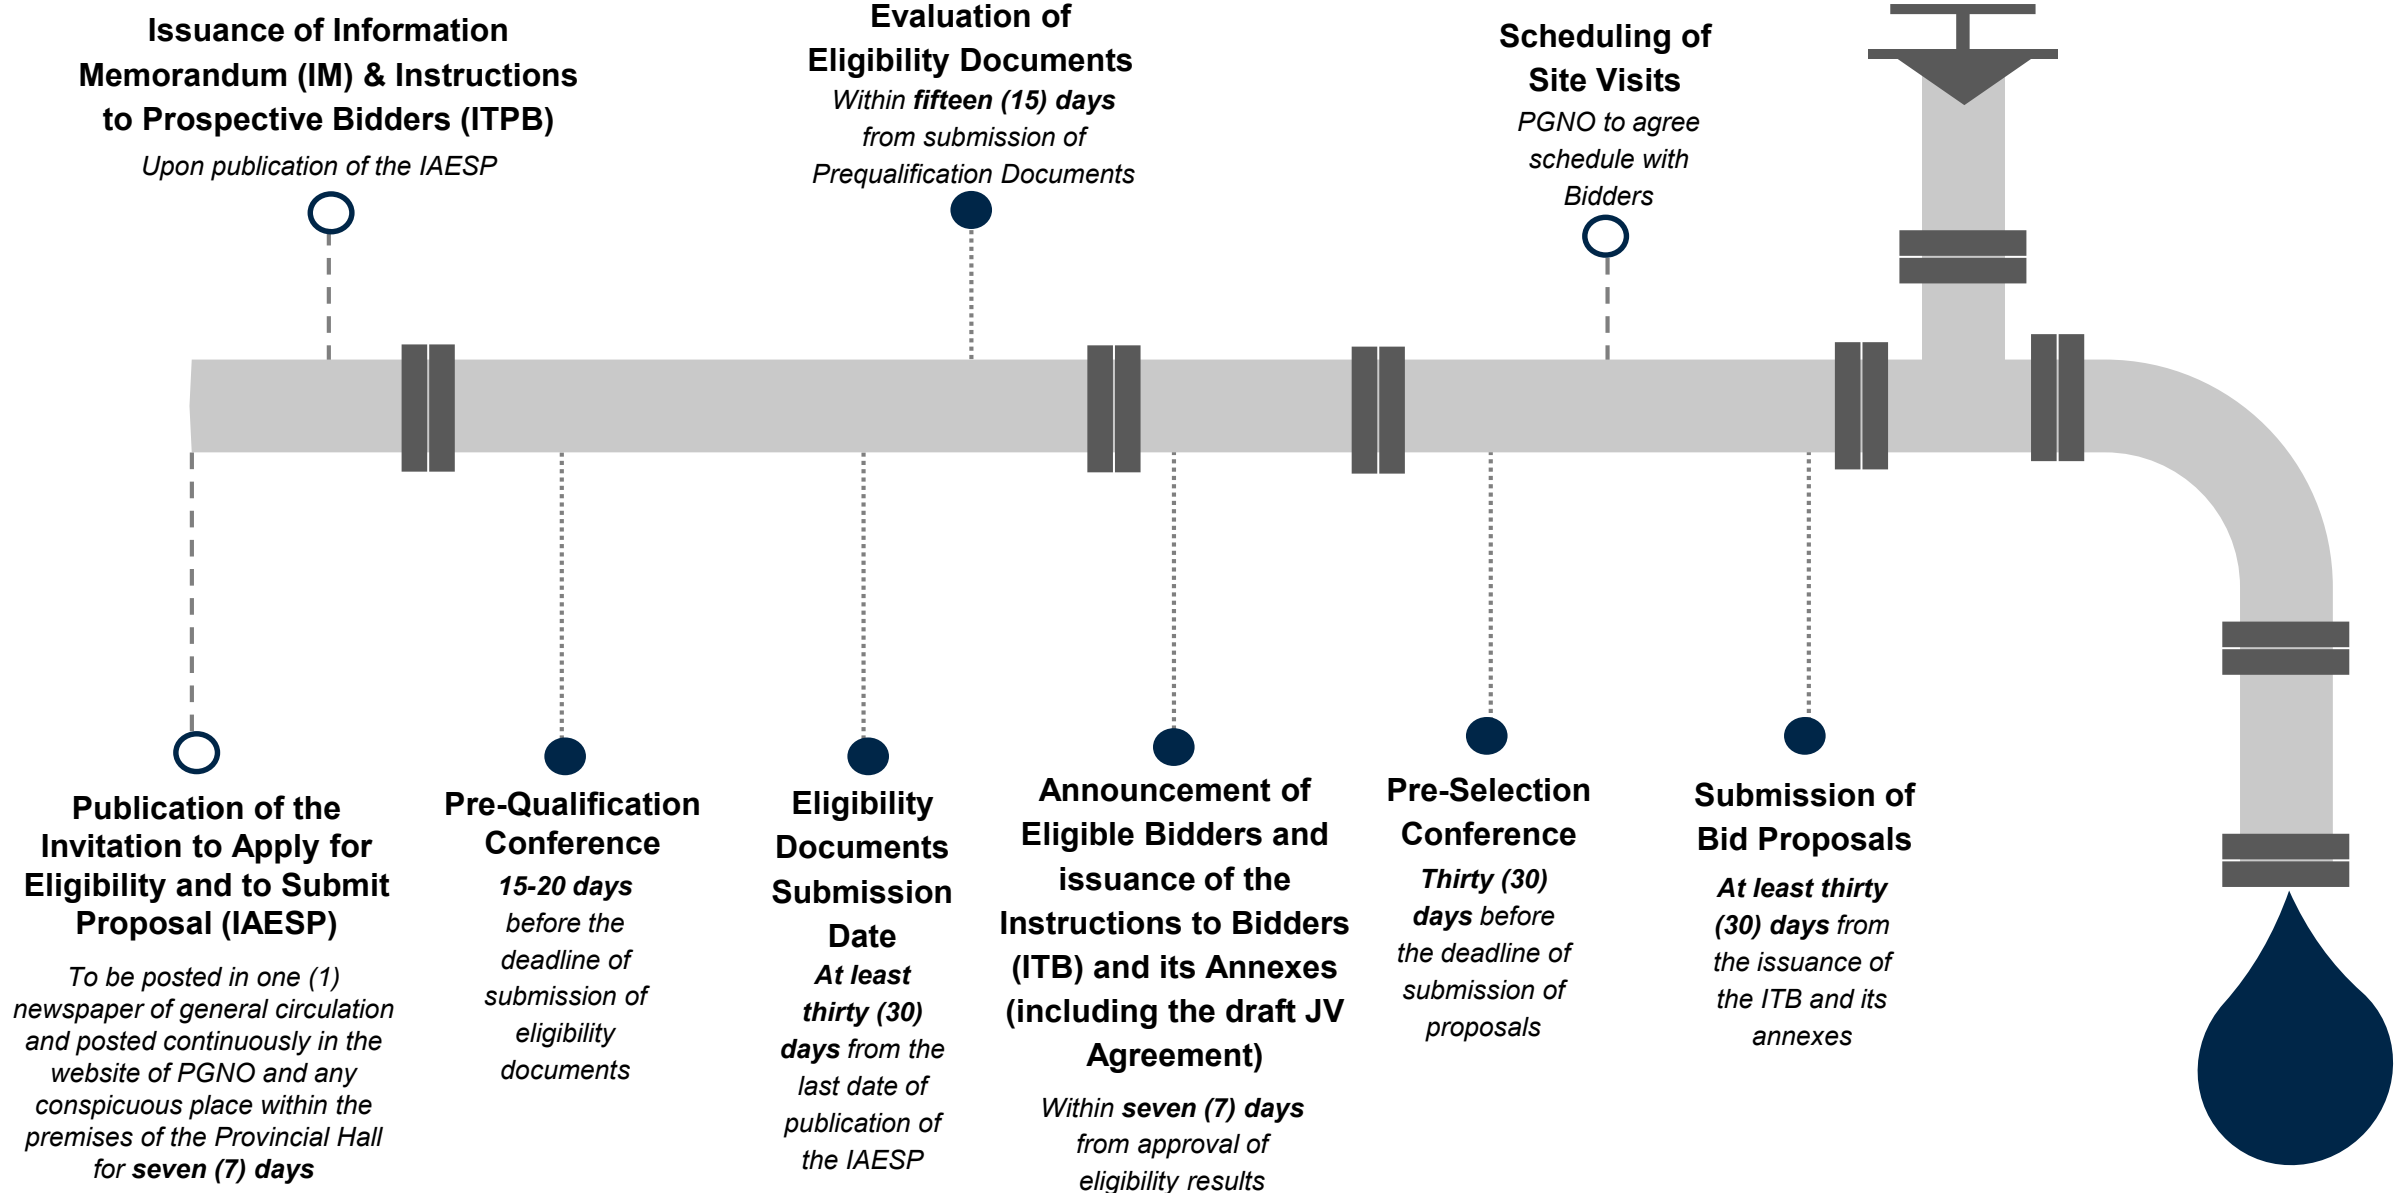 Issuance of Information
Memorandum (IM) & Instructions
to Prospective Bidders (ITPB)
Upon publication of the IAESP
Evaluation of
Eligibility Documents
Within fifteen (15) days
from submission of
Prequalification Documents
Scheduling of
Site Visits
PGNO to agree
schedule with
Bidders
Publication of the
Invitation to Apply for
Eligibility and to Submit
Proposal (IAESP)
To be posted in one (1)
newspaper of general circulation
and posted continuously in the
website of PGNO and any
conspicuous place within the
premises of the Provincial Hall
for seven (7) days
Pre-Qualification
Conference
15-20 days
before the
deadline of
submission of
eligibility
documents
Eligibility
Documents
Submission
Date
At least
thirty (30)
days from the
last date of
publication of
the IAESP
Announcement of
Eligible Bidders and
issuance of the
Instructions to Bidders
(ITB) and its Annexes
(including the draft JV
Agreement)
Within seven (7) days
from approval of
eligibility results
Pre-Selection
Conference
Thirty (30)
days before
the deadline of
submission of
proposals
Submission of
Bid Proposals
At least thirty
(30) days from
the issuance of
the ITB and its
annexes